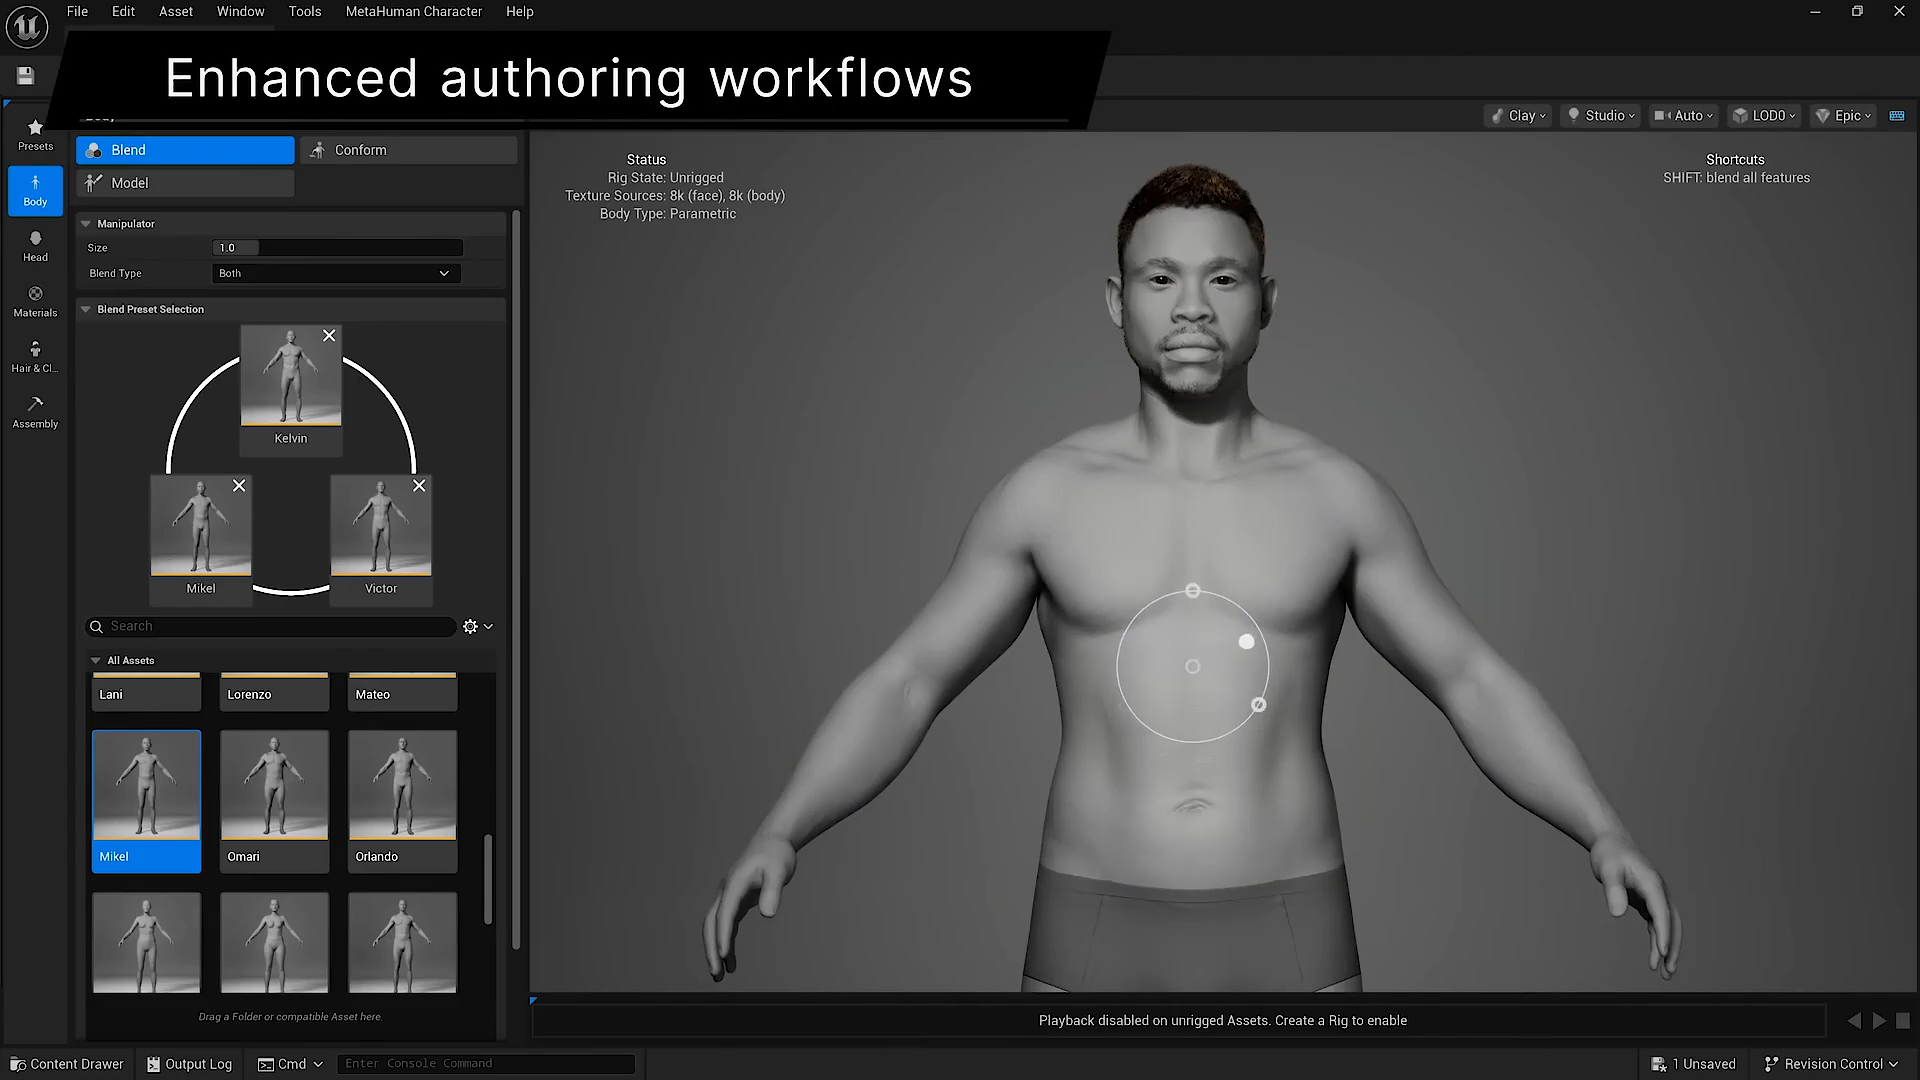 File Edit Asset Window Tools MetaHuman Character Help
Enhanced authoring workflows
Clay Studio Auto LOD0 Epic
Presets
Body
Head
Materials
Hair & Cl...
Assembly
Blend
Conform
Model
Manipulator
Size 1.0
Blend Type Both
Blend Preset Selection
Kelvin
Mikel
Victor
Search
All Assets
Lani Lorenzo Mateo
Mikel Omari Orlando
Drag a Folder or compatible Asset here.
Status
Rig State: Unrigged
Texture Sources: 8k (face), 8k (body)
Body Type: Parametric
Shortcuts
SHIFT: blend all features
Playback disabled on unrigged Assets. Create a Rig to enable
Content Drawer Output Log Cmd Enter Console Command 1 Unsaved Revision Control